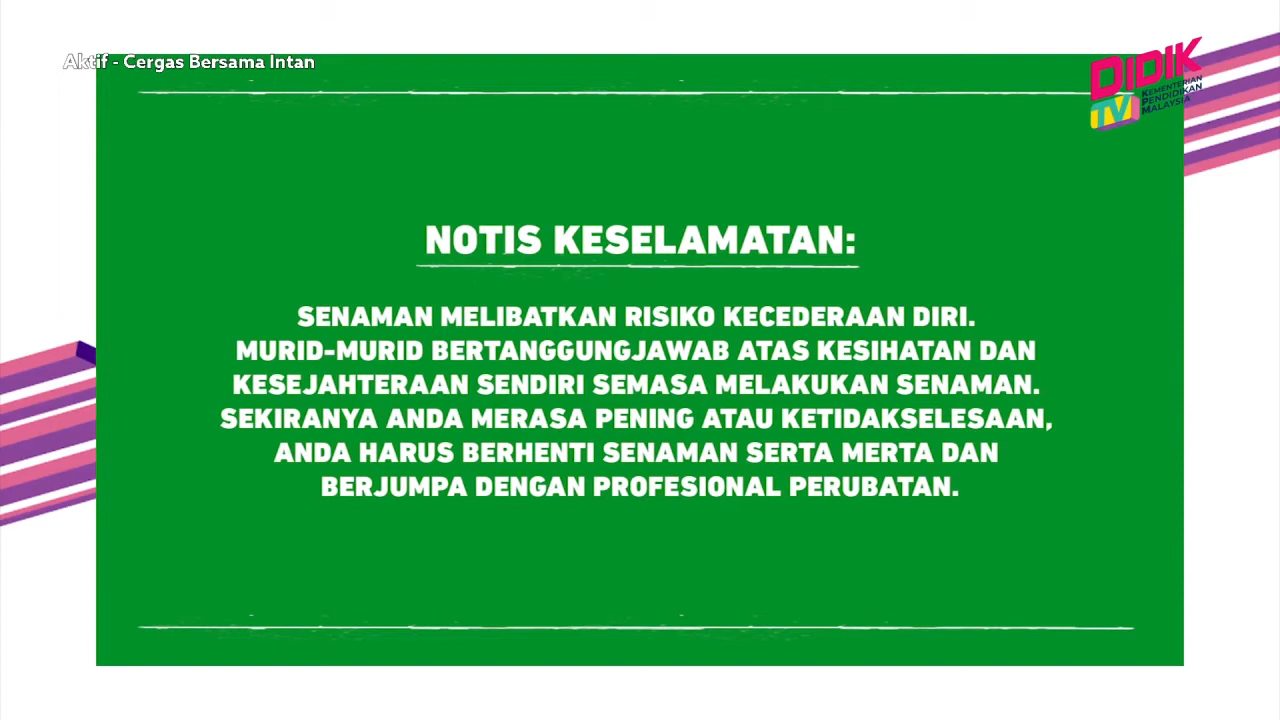 Aktif - Cergas Bersama Intan
DIDIK
TV
KEMENTERIAN
PENDIDIKAN
MALAYSIA
NOTIS KESELAMATAN:
SENAMAN MELIBATKAN RISIKO KECEDERAAN DIRI.
MURID-MURID BERTANGGUNGJAWAB ATAS KESIHATAN DAN
KESEJAHTERAAN SENDIRI SEMASA MELAKUKAN SENAMAN.
SEKIRANYA ANDA MERASA PENING ATAU KETIDAKSELESAAN,
ANDA HARUS BERHENTI SENAMAN SERTA MERTA DAN
BERJUMPA DENGAN PROFESIONAL PERUBATAN.